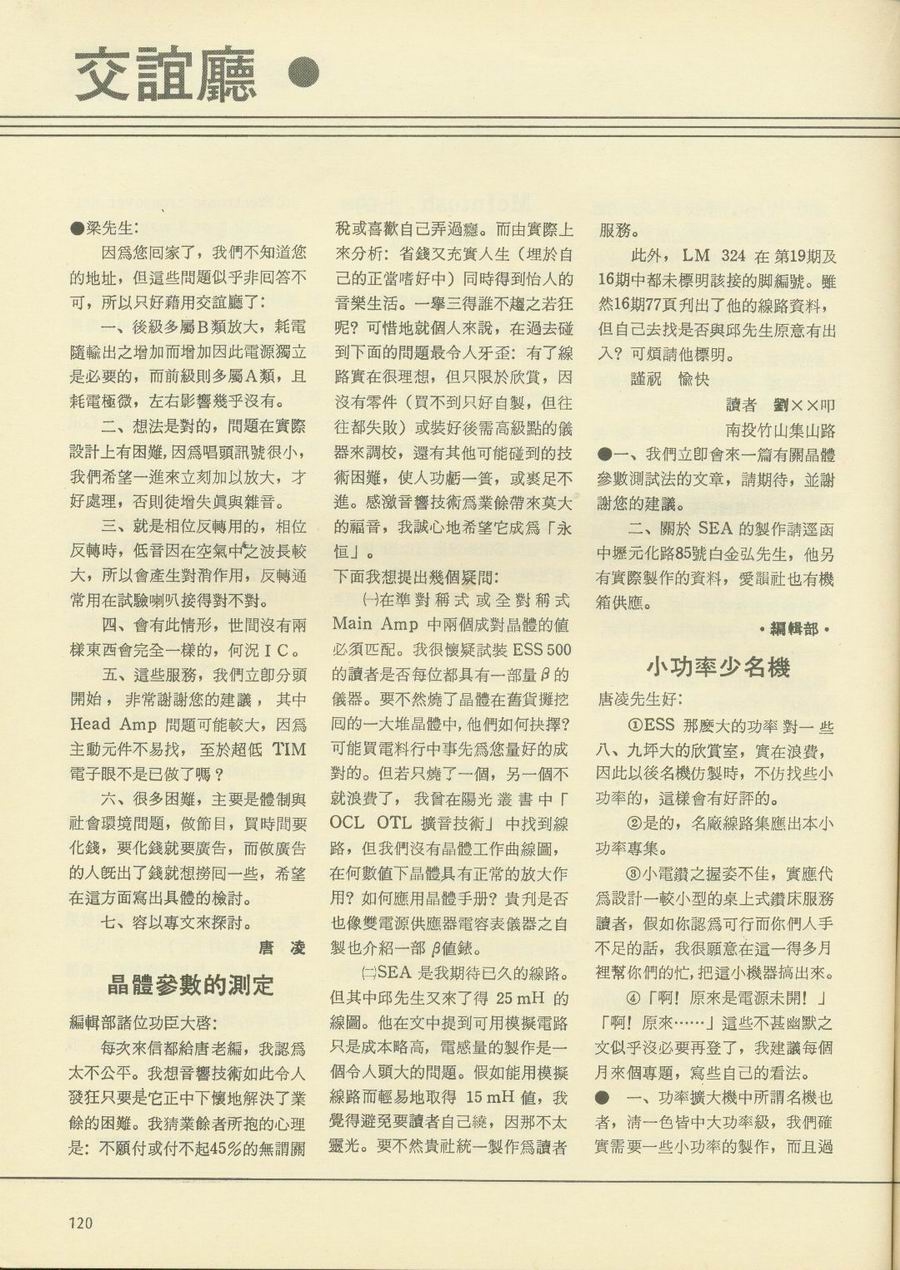 交誼廳 ●
●梁先生:
因爲您囘家了，我們不知道您
的地址，但這些問題似乎非囘答不
可，所以只好藉用交誼廳了:
一、後級多屬B類放大，耗電
隨輸出之增加而增加因此電源獨立
是必要的，而前級則多屬A類，且
耗電極微，左右影響幾乎沒有。
二、想法是對的，問題在實際
設計上有困難,因爲唱頭訊號很小，
我們希望一進來立刻加以放大，才
好處理，否則徒增失眞與雜音。
三、就是相位反轉用的，相位
反轉時，低音因在空氣中之波長較
大，所以會產生對消作用，反轉通
常用在試驗喇叭接得對不對。
四、會有此情形，世間沒有兩
樣東西會完全一樣的，何況ＩＣ。
五、這些服務，我們立卽分頭
開始，非常謝謝您的建議，其中
Head Amp 問題可能較大，因爲
主動元件不易找， 至於超低 TIM
電子眼不是已做了嗎？
六、很多困難，主要是體制與
社會環境問題，做節目，買時間要
化錢，要化錢就要廣告，而做廣告
的人旣出了錢就想撈囘一些，希望
在這方面寫出具體的檢討。
七、容以專文來探討。
唐　凌
晶體參數的測定
編輯部諸位功臣大啓:
每次來信都給唐老編，我認爲
太不公平。我想音響技術如此令人
發狂只要是它正中下懷地解決了業
餘的困難。我猜業餘者所抱的心理
是: 不願付或付不起45%的無謂關
稅或喜歡自己弄過癮。而由實際上
來分析: 省錢又充實人生（埋於自
己的正當嗜好中）同時得到怡人的
音樂生活。一擧三得誰不趨之若狂
呢? 可惜地就個人來說，在過去碰
到下面的問題最令人牙歪: 有了線
路實在很理想，但只限於欣賞，因
沒有零件（買不到只好自製，但往
往都失敗）或裝好後需高級點的儀
器來調校，還有其他可能碰到的技
術困難，使人功虧一簣，或裹足不
進。感激音響技術爲業餘帶來莫大
的福音，我誠心地希望它成爲「永
恒」。
下面我想提出幾個疑問:
㈠在準對稱式或全對稱式
Main Amp 中兩個成對晶體的値
必須匹配。我很懷疑試裝 ESS 500
的讀者是否每位都具有一部量β的
儀器。要不然燒了晶體在舊貨攤挖
囘的一大堆晶體中, 他們如何抉擇?
可能買電料行中事先爲您量好的成
對的。但若只燒了一個，另一個不
就浪費了， 我曾在陽光叢書中「
OCL OTL 擴音技術」 中找到線
路，但我們沒有晶體工作曲線圖，
在何數値下晶體具有正常的放大作
用? 如何應用晶體手册? 貴刋是否
也像雙電源供應器電容表儀器之自
製也介紹一部 β値錶。
㈡SEA 是我期待已久的線路。
但其中邱先生又來了得 25 mH 的
線圖。他在文中提到可用模擬電路
只是成本略高，電感量的製作是一
個令人頭大的問題。假如能用模擬
線路而輕易地取得 15 mH 値，我
覺得避免要讀者自己繞，因那不太
靈光。要不然貴社統一製作爲讀者
服務。
此外，LM 324 在第19期及
16期中都未標明該接的脚編號。雖
然16期77頁刋出了他的線路資料，
但自己去找是否與邱先生原意有出
入? 可煩請他標明。
謹祝　愉快
讀者　劉××叩
南投竹山集山路
●一、我們立卽會來一篇有關晶體
參數測試法的文章，請期待，並謝
謝您的建議。
二、關於 SEA 的製作請逕函
中壢元化路85號白金弘先生，他另
有實際製作的資料，愛韻社也有機
箱供應。
・編輯部・
小功率少名機
唐凌先生好:
①ESS 那麽大的功率對一些
八、九坪大的欣賞室，實在浪費，
因此以後名機仿製時，不仿找些小
功率的，這樣會有好評的。
②是的，名廠線路集應出本小
功率專集。
③小電鑽之握姿不佳，實應代
爲設計一較小型的桌上式鑽床服務
讀者，假如你認爲可行而你們人手
不足的話，我很願意在這一得多月
裡幫你們的忙, 把這小機器搞出來。
④「啊! 原來是電源未開! 」
「啊! 原來……」這些不甚幽默之
文似乎沒必要再登了，我建議每個
月來個專題，寫些自己的看法。
● 一、功率擴大機中所謂名機也
者，淸一色皆中大功率級，我們確
實需要一些小功率的製作，而且過
120